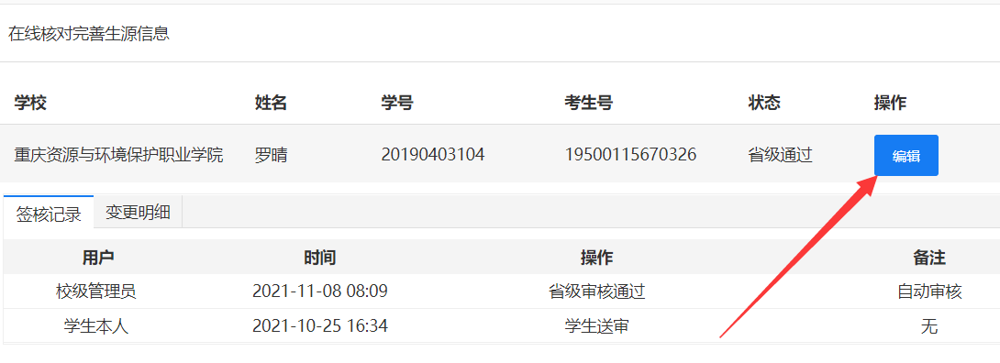 在线核对完善生源信息
学校 姓名 学号 考生号 状态 操作
重庆资源与环境保护职业学院 罗晴 20190403104 19500115670326 省级通过 编辑
签核记录 变更明细
用户 时间 操作 备注
校级管理员 2021-11-08 08:09 省级审核通过 自动审核
学生本人 2021-10-25 16:34 学生送审 无